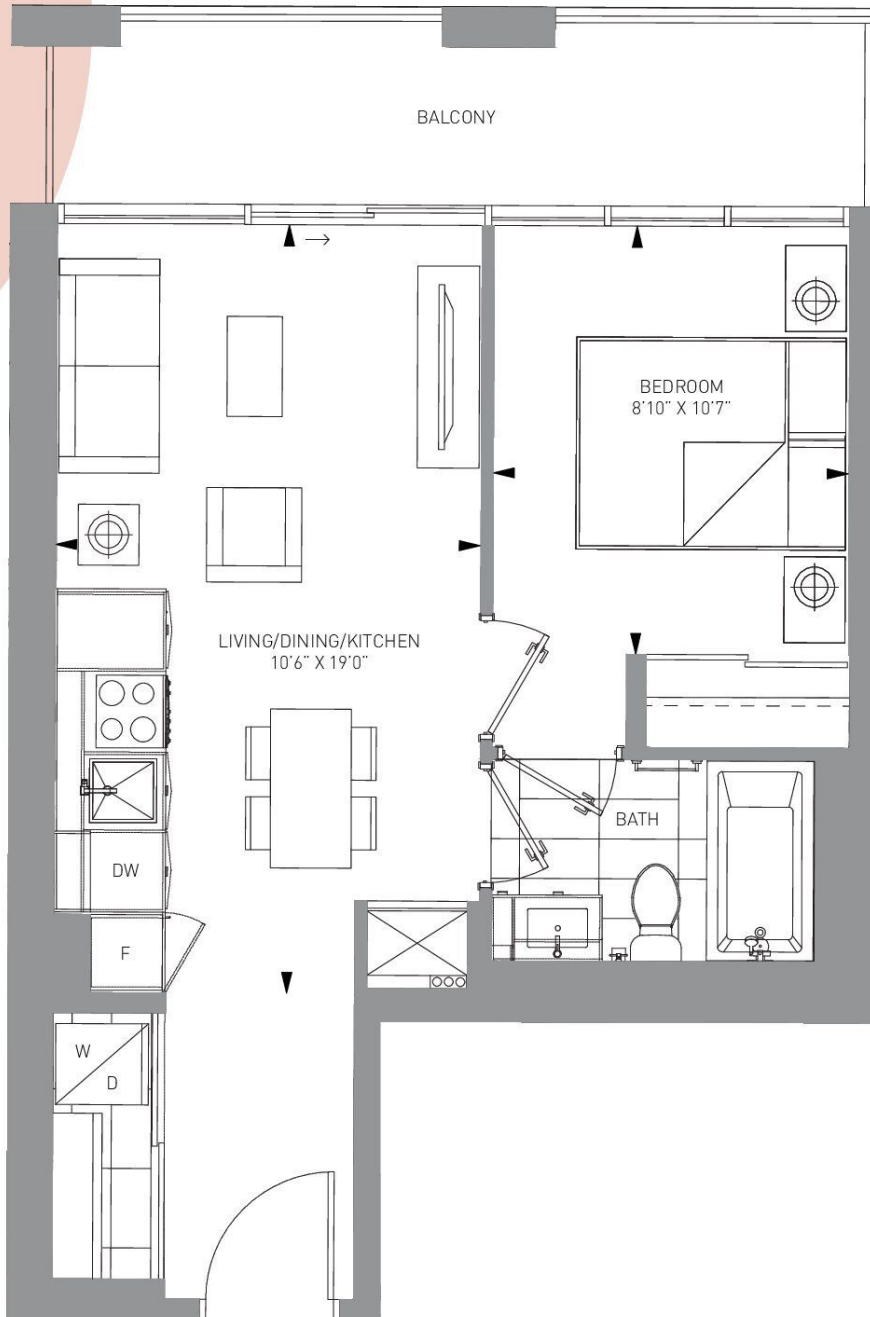 BALCONY
BEDROOM
8'10" X 10'7"
LIVING/DINING/KITCHEN
10'6" X 19'0"
BATH
DW
F
W
D